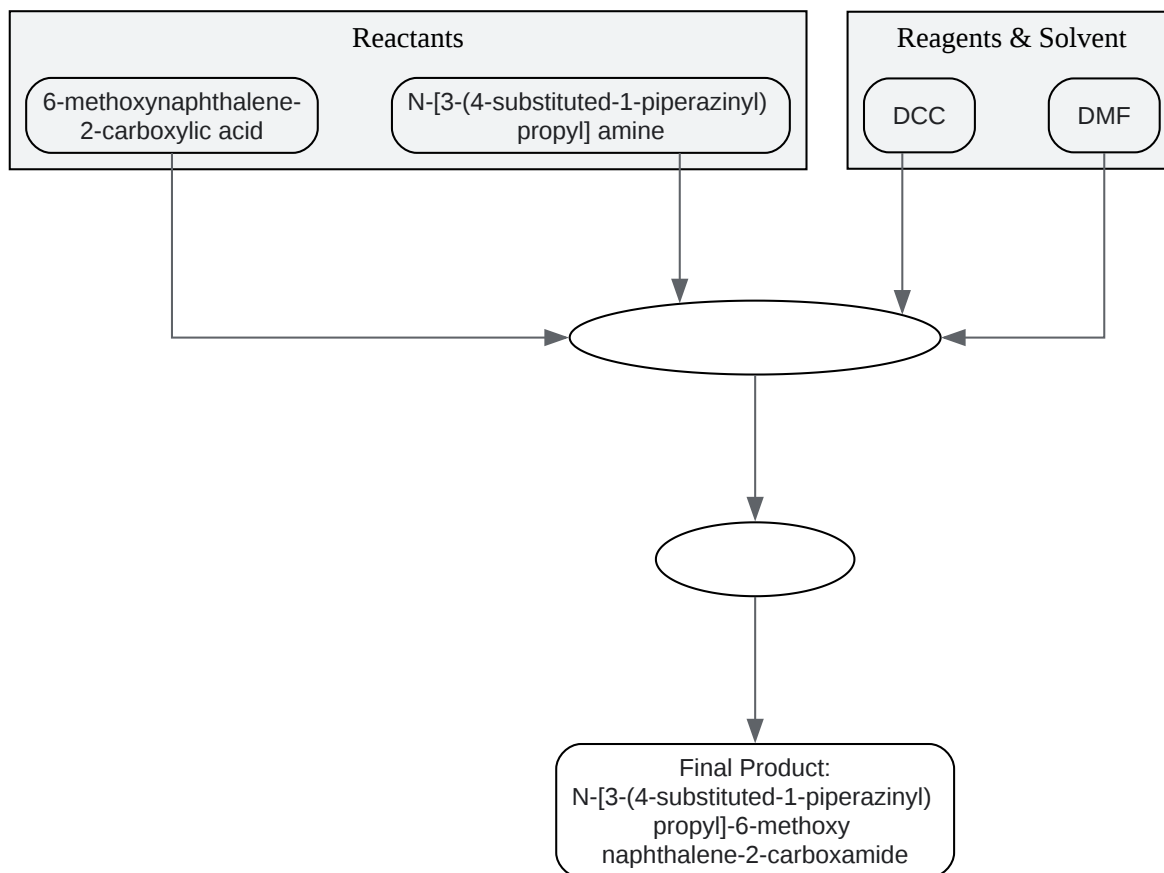 Reactants
Reagents & Solvent
6-methoxynaphthalene-
2-carboxylic acid
N-[3-(4-substituted-1-piperazinyl)
propyl] amine
DCC
DMF
Final Product:
N-[3-(4-substituted-1-piperazinyl)
propyl]-6-methoxy
naphthalene-2-carboxamide